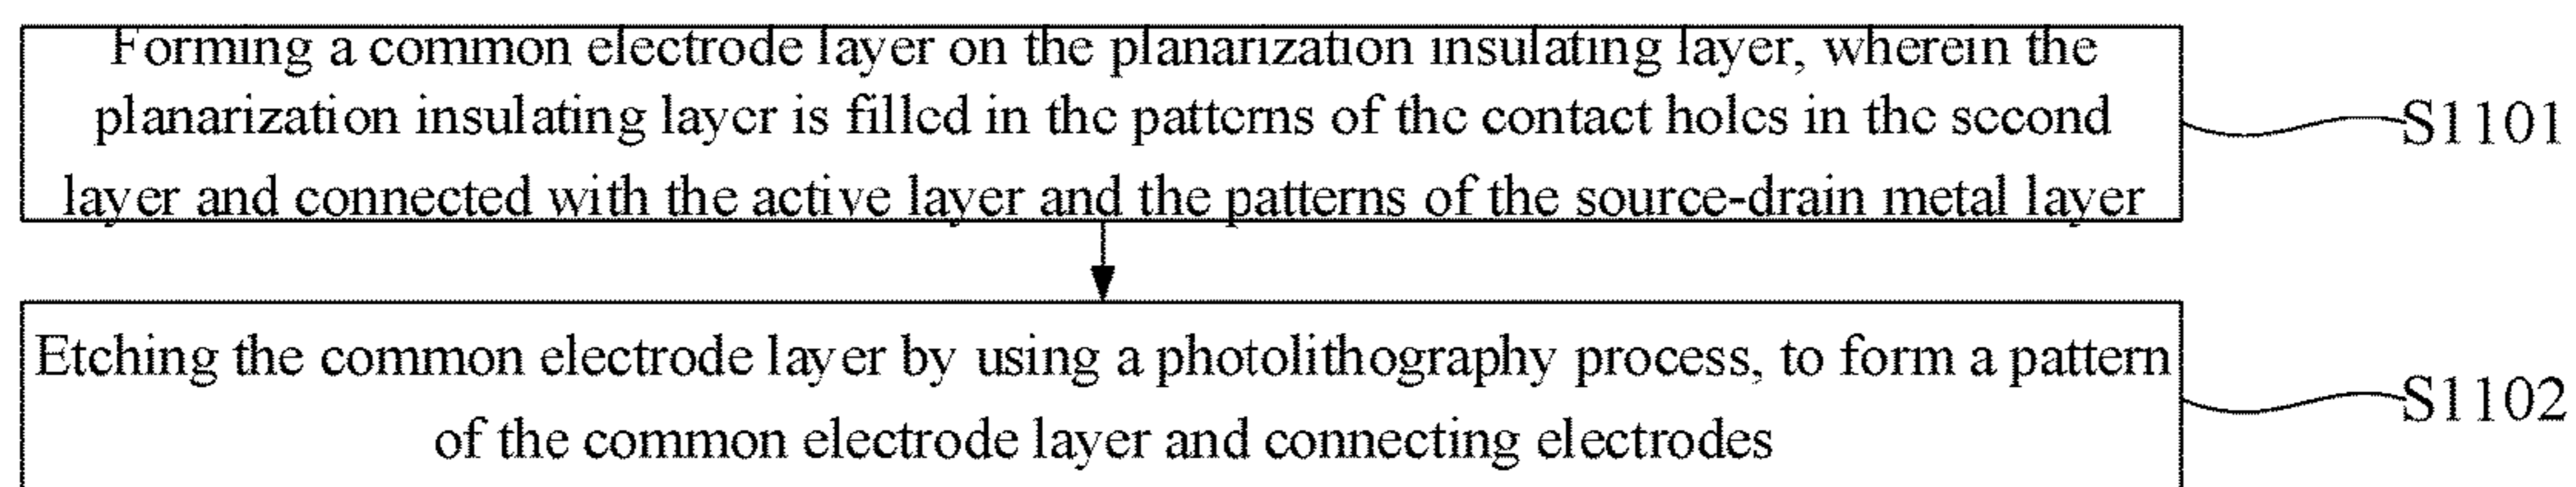 Forming a common electrode layer on the planarization insulating layer, wherein the
planarization insulating layer is filled in the patterns of the contact holes in the second
layer and connected with the active layer and the patterns of the source-drain metal layer
S1101
Etching the common electrode layer by using a photolithography process, to form a pattern
of the common electrode layer and connecting electrodes
S1102